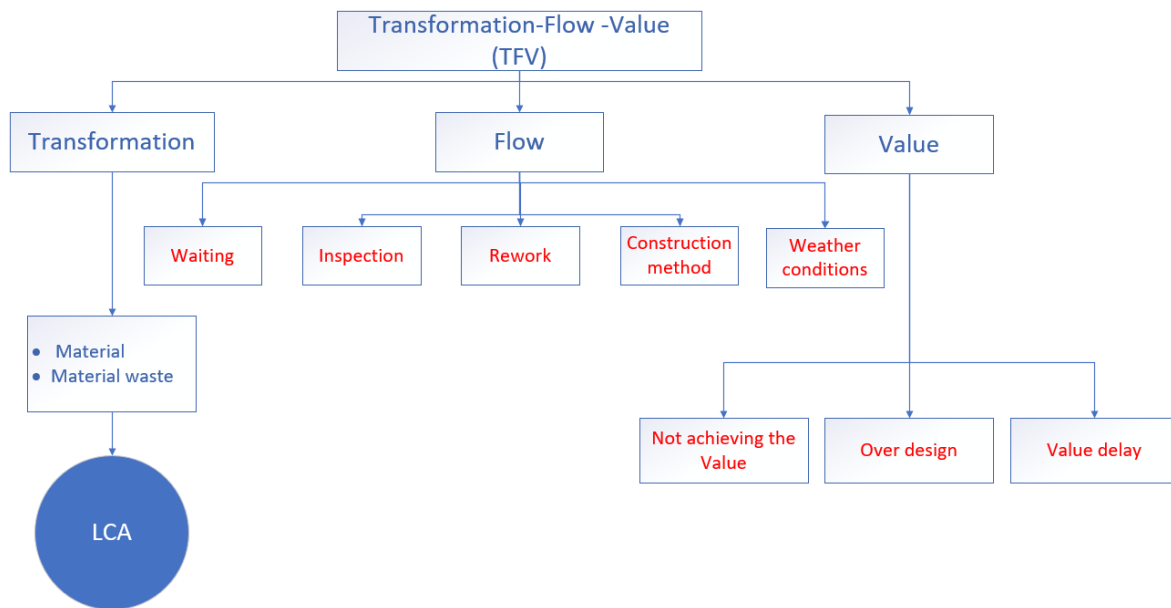 Transformation-Flow -Value
(TFV)
Transformation
Flow
Value
Waiting
Inspection
Rework
Construction
method
Weather
conditions
• Material
• Material waste
Not achieving the
Value
Over design
Value delay
LCA